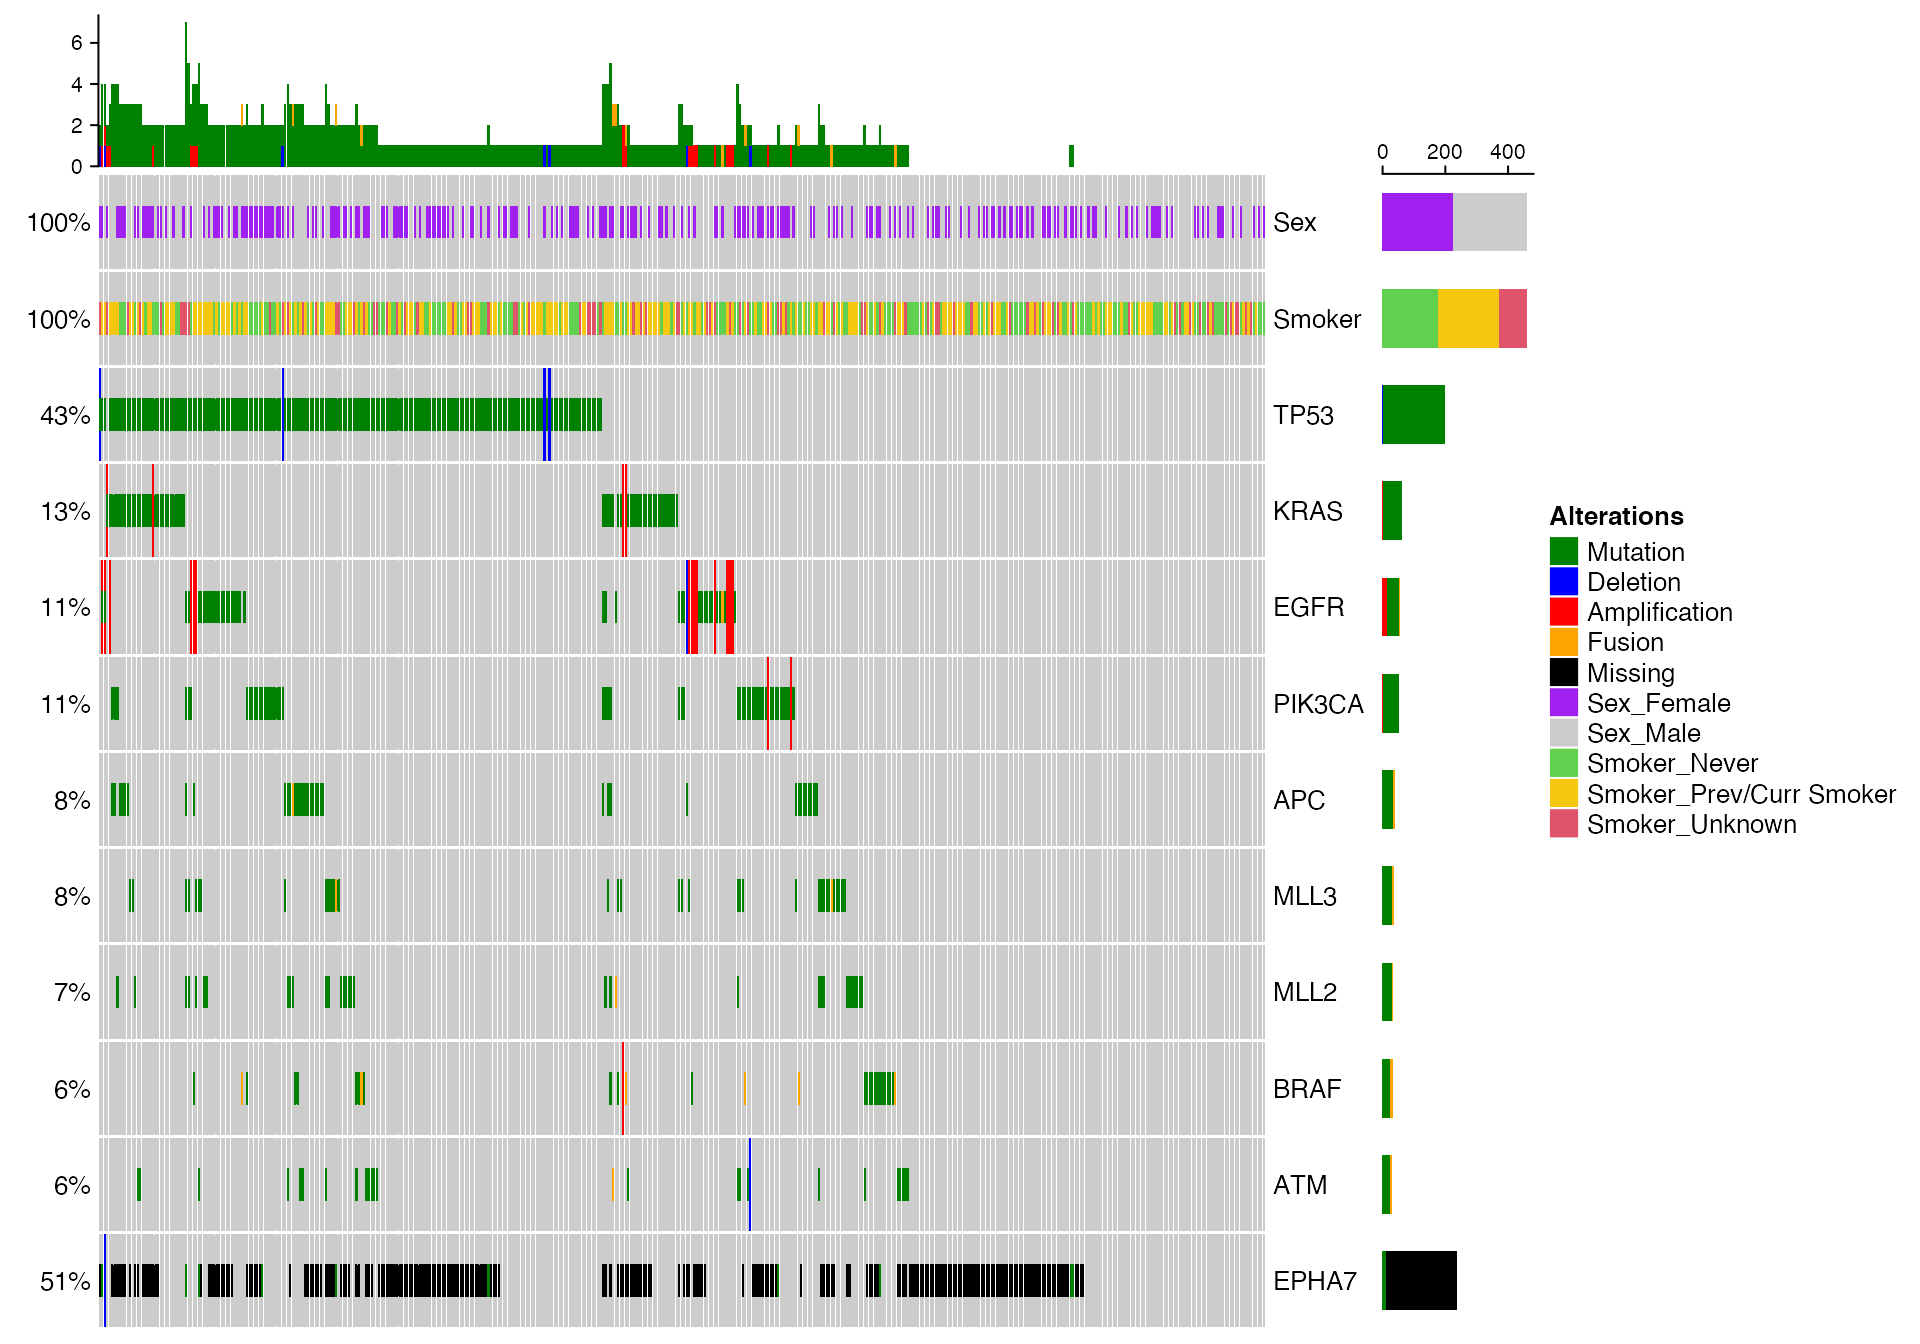 6
4
2
0
0 200 400
100% Sex
100% Smoker
43% TP53
13% KRAS
11% EGFR
11% PIK3CA
8% APC
8% MLL3
7% MLL2
6% BRAF
6% ATM
51% EPHA7
Alterations
Mutation
Deletion
Amplification
Fusion
Missing
Sex_Female
Sex_Male
Smoker_Never
Smoker_Prev/Curr Smoker
Smoker_Unknown